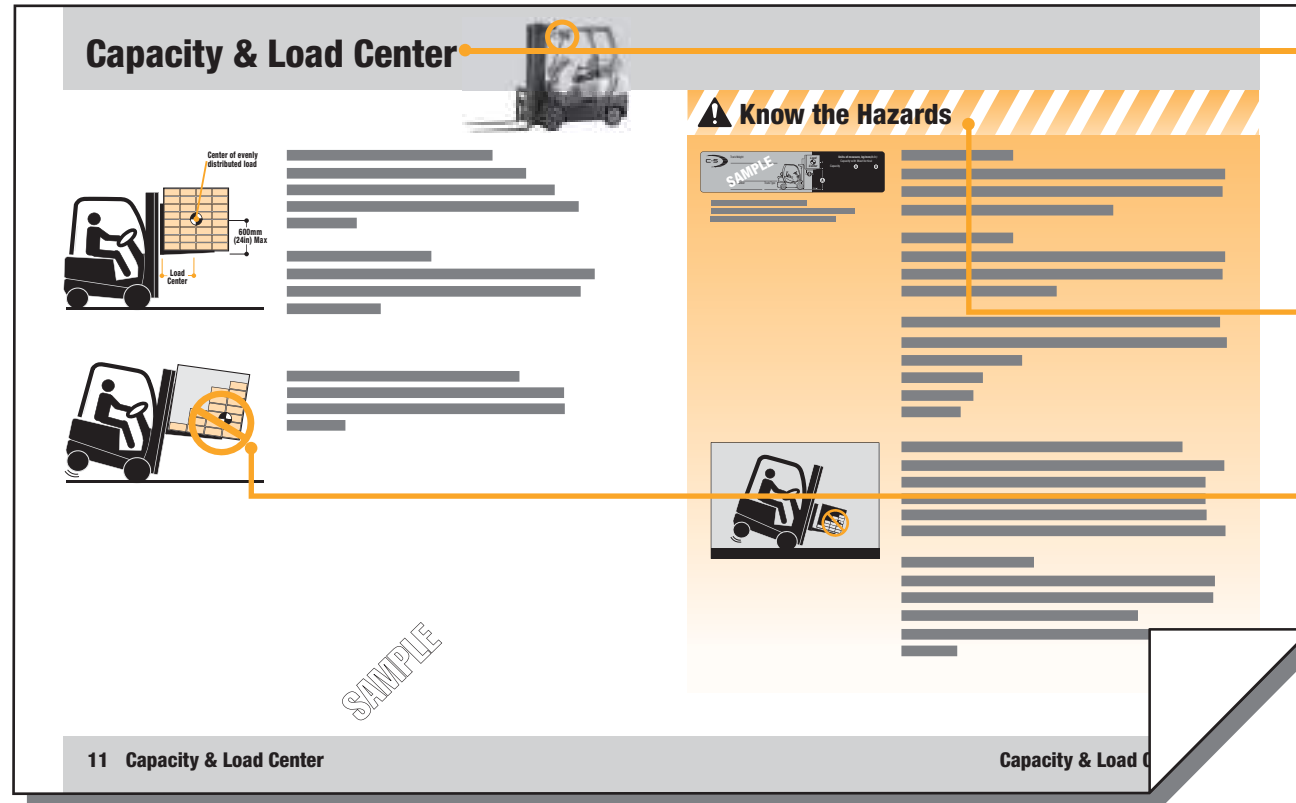 Capacity & Load Center
Center of evenly
distributed load
600mm
(24in) Max
Load
Center
Know the Hazards
SAMPLE
SAMPLE
11 Capacity & Load Center
Capacity & Load